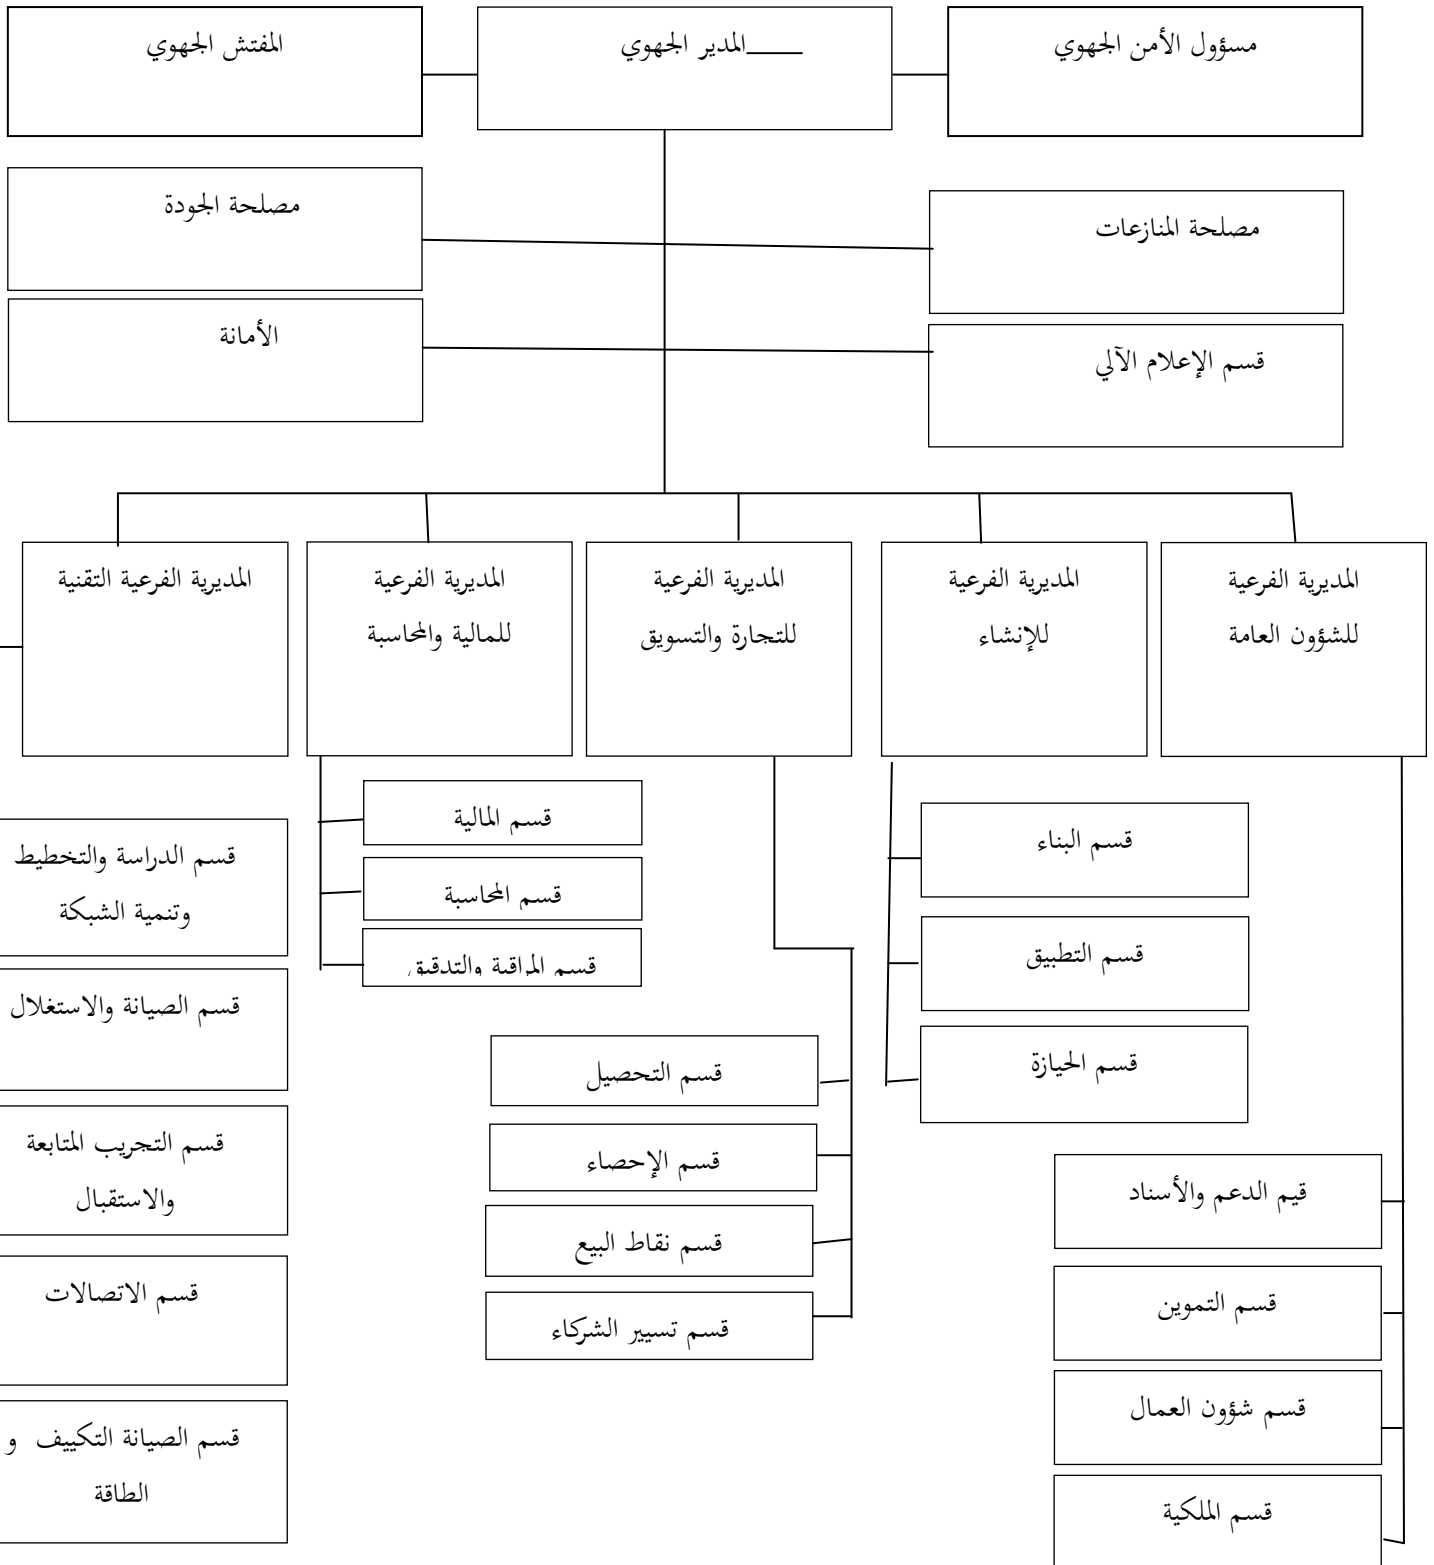 مسؤول الأمن الجهوي
المدير الجهوي
المفتش الجهوي
مصلحة المنازعات
مصلحة الجودة
قسم الإعلام الآلي
الأمانة
المديرية الفرعية
للشؤون العامة
المديرية الفرعية
للإنشاء
المديرية الفرعية
للتجارة والتسويق
المديرية الفرعية
للمالية والمحاسبة
المديرية الفرعية التقنية
قيم الدعم والأسناد
قسم التموين
قسم شؤون العمال
قسم الملكية
قسم البناء
قسم التطبيق
قسم الحيازة
قسم التحصيل
قسم الإحصاء
قسم نقاط البيع
قسم تسيير الشركاء
قسم المالية
قسم المحاسبة
قسم المراقبة والتدقيق
قسم الدراسة والتخطيط
وتنمية الشبكة
قسم الصيانة والاستغلال
قسم التجريب المتابعة
والاستقبال
قسم الاتصالات
قسم الصيانة التكييف و
الطاقة